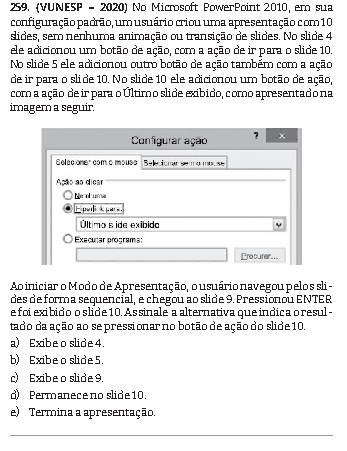 259. (VUNESP – 2020) No Microsoft PowerPoint 2010, em sua
configuração padrão, um usuário criou uma apresentação com 10
slides, sem nenhuma animação ou transição de slides. No slide 4
ele adicionou um botão de ação, com a ação de ir para o slide 10.
No slide 5 ele adicionou outro botão de ação também com a ação
de ir para o slide 10. No slide 10 ele adicionou um botão de ação,
com a ação de ir para o Último slide exibido, como apresentado na
imagem a seguir.
Configurar ação ? x
Selecionar com o mouse Selecionar sem o mouse
Ação ao clicar
Nenhuma
Hiperlink para:
Último slide exibido
Executar programa:
Procurar...
Ao iniciar o Modo de Apresentação, o usuário navegou pelos sli-
des de forma sequencial, e chegou ao slide 9. Pressionou ENTER
e foi exibido o slide 10. Assinale a alternativa que indica o resul-
tado da ação ao se pressionar no botão de ação do slide 10.
a) Exibe o slide 4.
b) Exibe o slide 5.
c) Exibe o slide 9.
d) Permanece no slide 10.
e) Termina a apresentação.